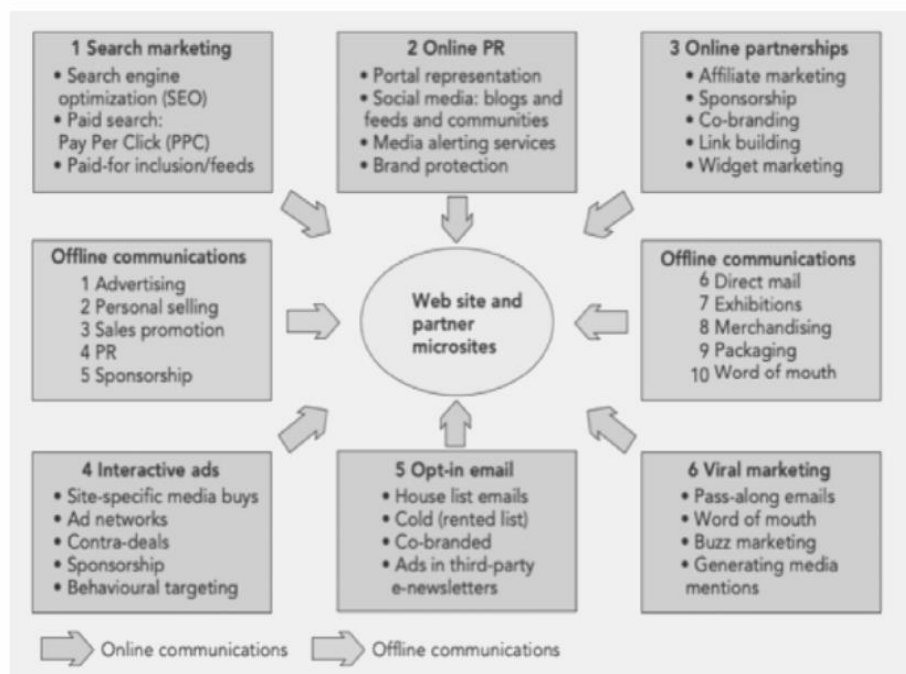 1 Search marketing
• Search engine
optimization (SEO)
• Paid search:
Pay Per Click (PPC)
• Paid-for inclusion/feeds
2 Online PR
• Portal representation
• Social media: blogs and
feeds and communities
• Media alerting services
• Brand protection
3 Online partnerships
• Affiliate marketing
• Sponsorship
• Co-branding
• Link building
• Widget marketing
Offline communications
1 Advertising
2 Personal selling
3 Sales promotion
4 PR
5 Sponsorship
Web site and
partner
microsites
Offline communications
6 Direct mail
7 Exhibitions
8 Merchandising
9 Packaging
10 Word of mouth
4 Interactive ads
• Site-specific media buys
• Ad networks
• Contra-deals
• Sponsorship
• Behavioural targeting
5 Opt-in email
• House list emails
• Cold (rented list)
• Co-branded
• Ads in third-party
e-newsletters
6 Viral marketing
• Pass-along emails
• Word of mouth
• Buzz marketing
• Generating media
mentions
Online communications
Offline communications